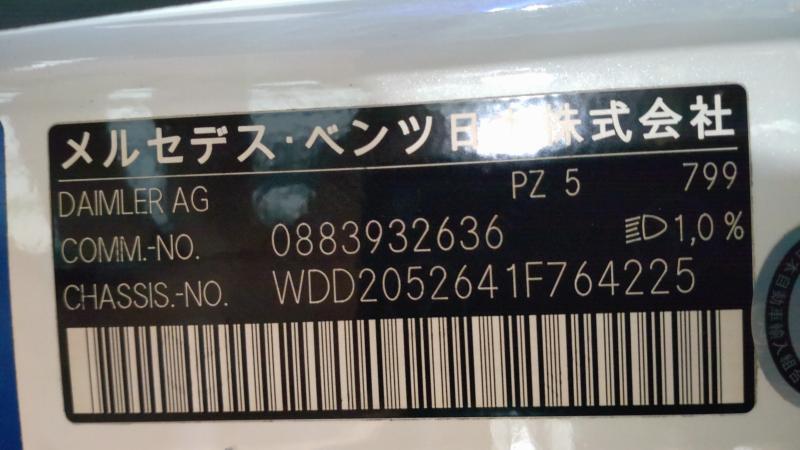 メルセデス・ベンツ日本株式会社
DAIMLER AG PZ 5 799
COMM.-NO. 0883932636 1,0 %
CHASSIS.-NO. WDD2052641F764225